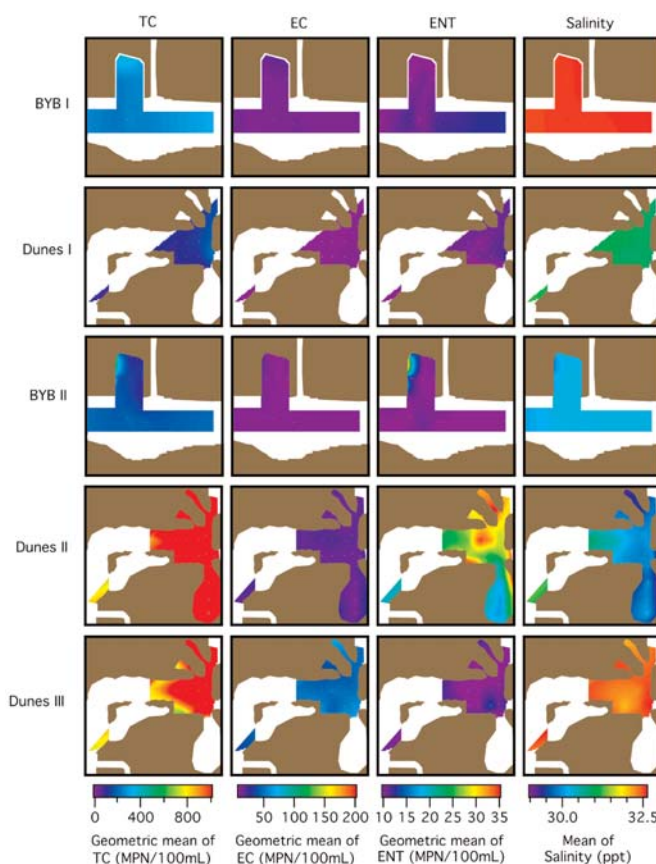 TC EC ENT Salinity
BYB I
Dunes I
BYB II
Dunes II
Dunes III
0 400 800 50 100 150 200 10 15 20 25 30 35 30.0 32.5
Geometric mean of Geometric mean of Geometric mean of Mean of
TC (MPN/100mL) EC (MPN/100mL) ENT (MPN/100mL) Salinity (ppt)